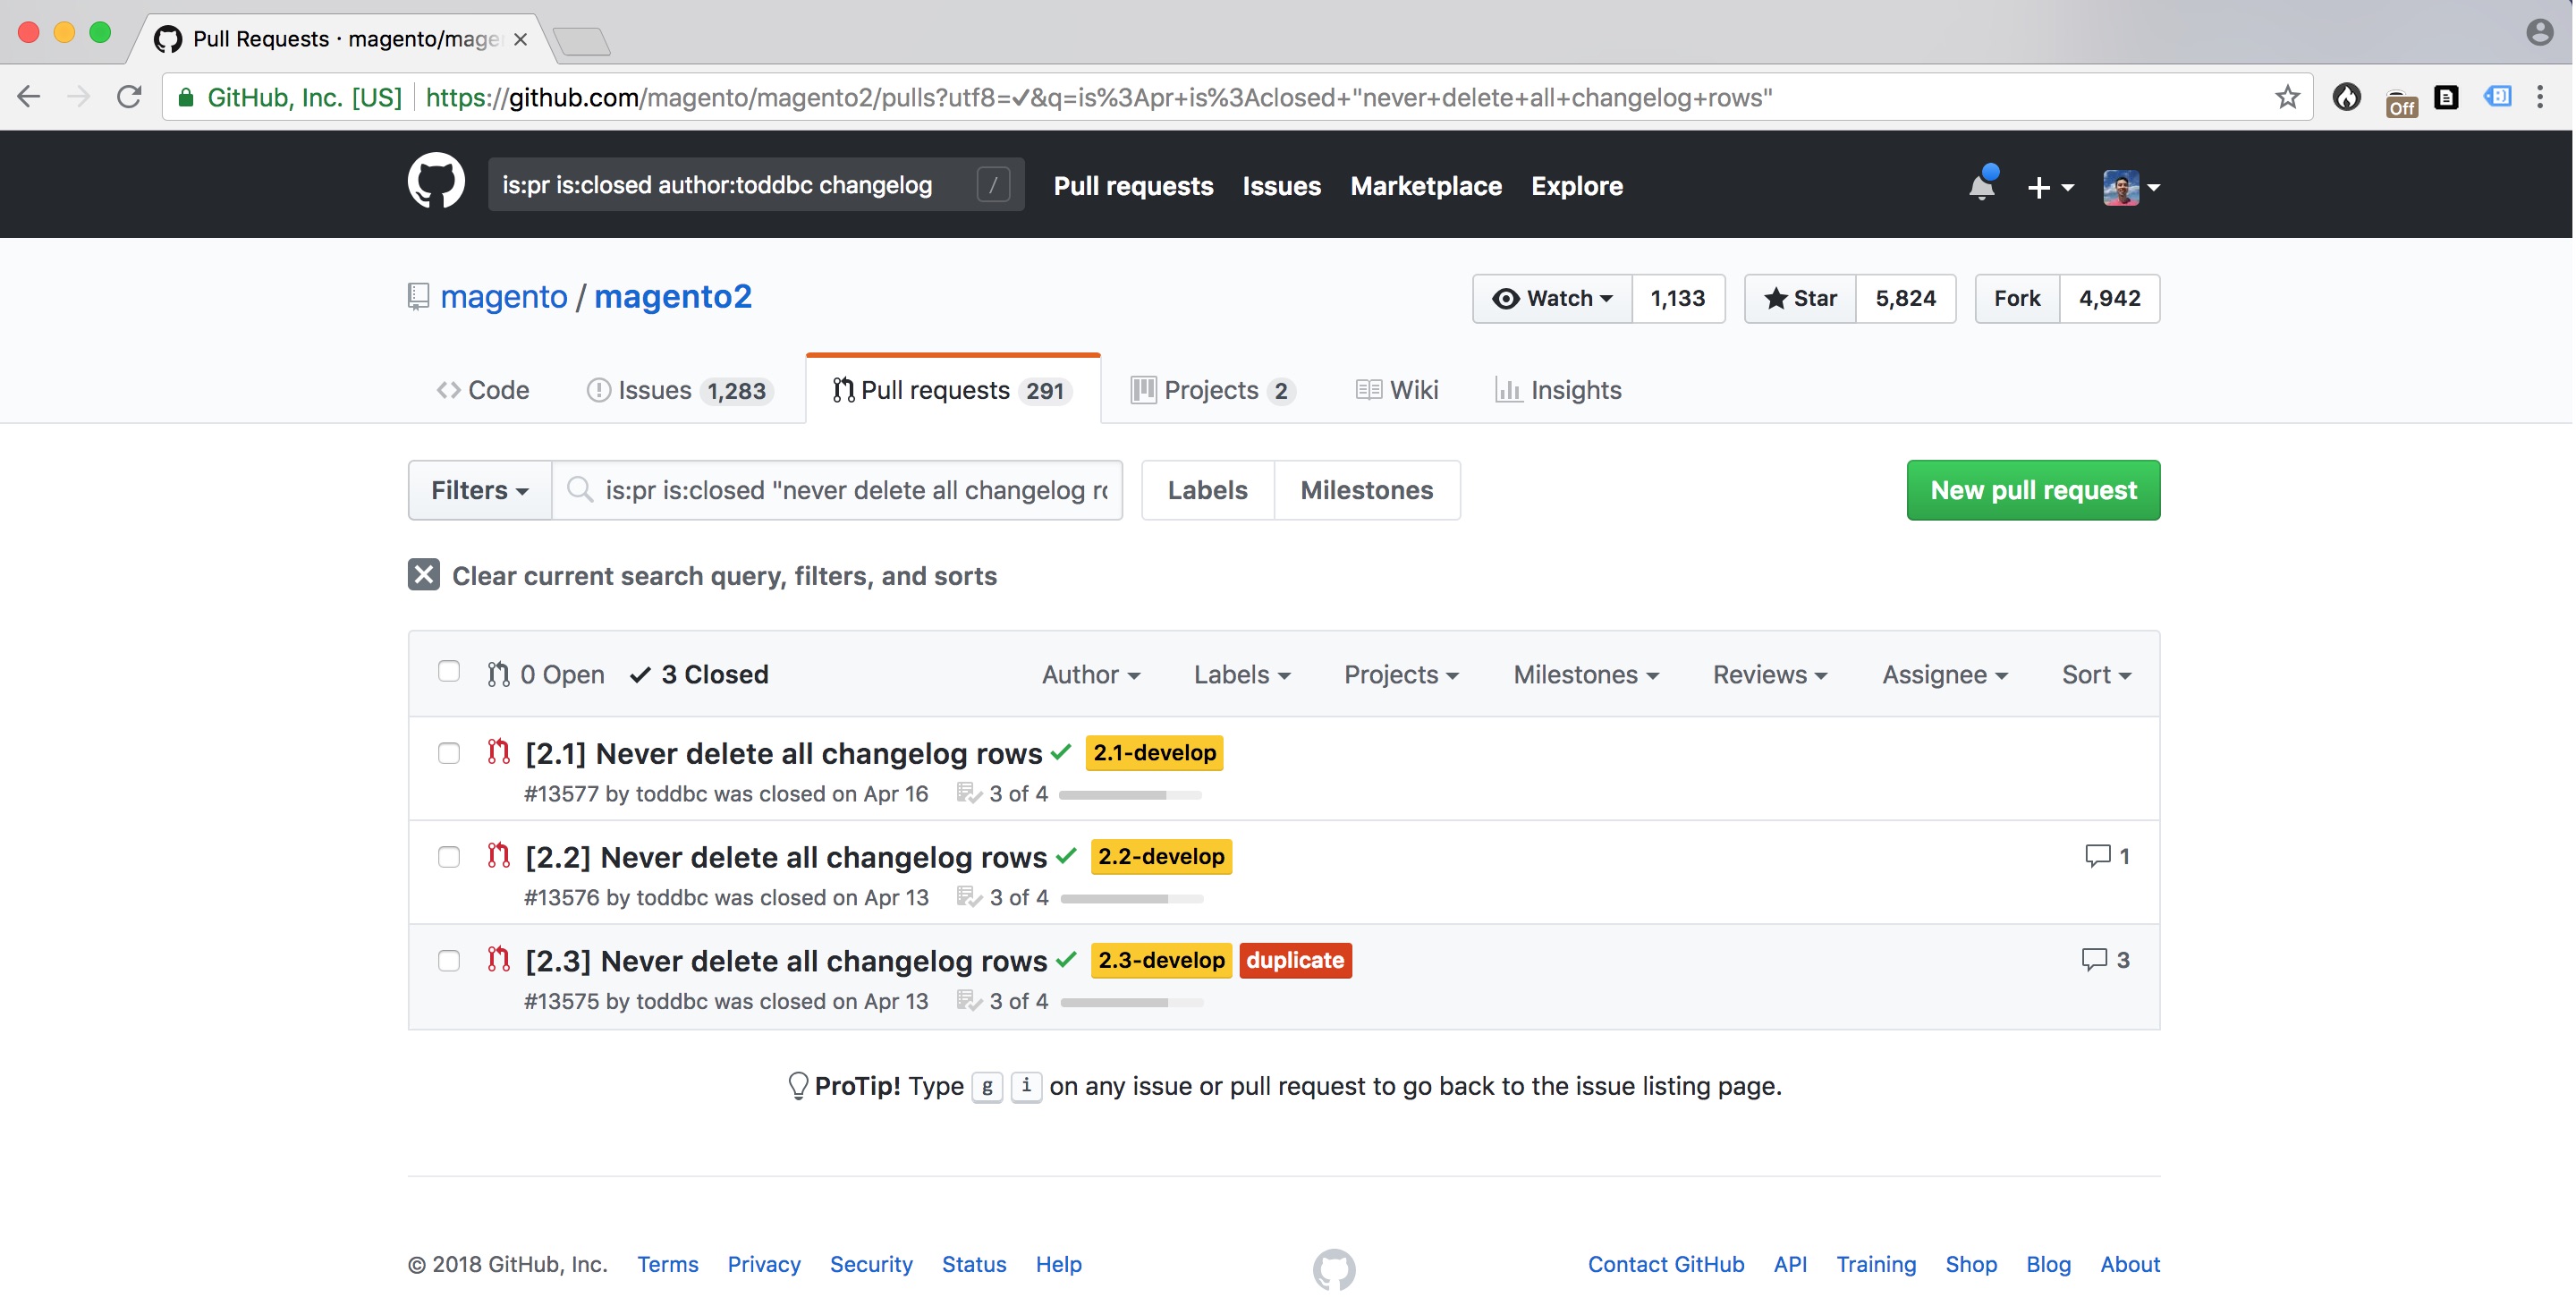 Pull Requests · magento/mage
GitHub, Inc. [US] https://github.com/magento/magento2/pulls?utf8=✓&q=is%3Apr+is%3Aclosed+"never+delete+all+changelog+rows"
Off
is:pr is:closed author:toddbc changelog / Pull requests Issues Marketplace Explore
magento / magento2 Watch 1,133 Star 5,824 Fork 4,942
Code Issues 1,283 Pull requests 291 Projects 2 Wiki Insights
Filters is:pr is:closed "never delete all changelog ro Labels Milestones New pull request
Clear current search query, filters, and sorts
0 Open ✓ 3 Closed Author Labels Projects Milestones Reviews Assignee Sort
[2.1] Never delete all changelog rows ✓ 2.1-develop
#13577 by toddbc was closed on Apr 16 3 of 4
[2.2] Never delete all changelog rows ✓ 2.2-develop 1
#13576 by toddbc was closed on Apr 13 3 of 4
[2.3] Never delete all changelog rows ✓ 2.3-develop duplicate 3
#13575 by toddbc was closed on Apr 13 3 of 4
ProTip! Type g i on any issue or pull request to go back to the issue listing page.
© 2018 GitHub, Inc. Terms Privacy Security Status Help Contact GitHub API Training Shop Blog About